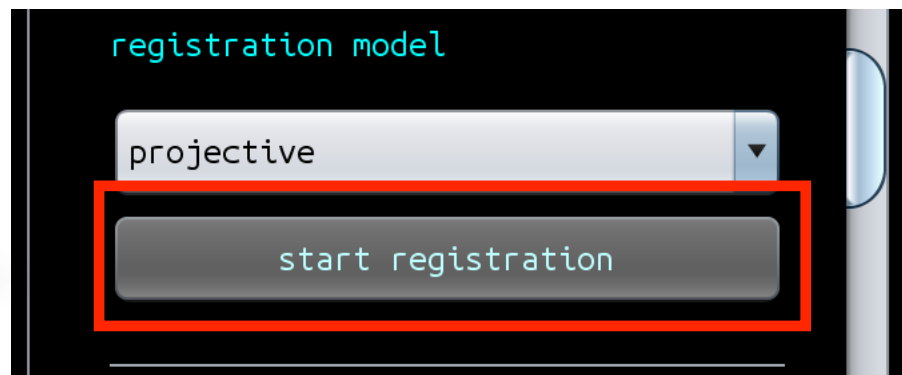 registration model
projective
start registration